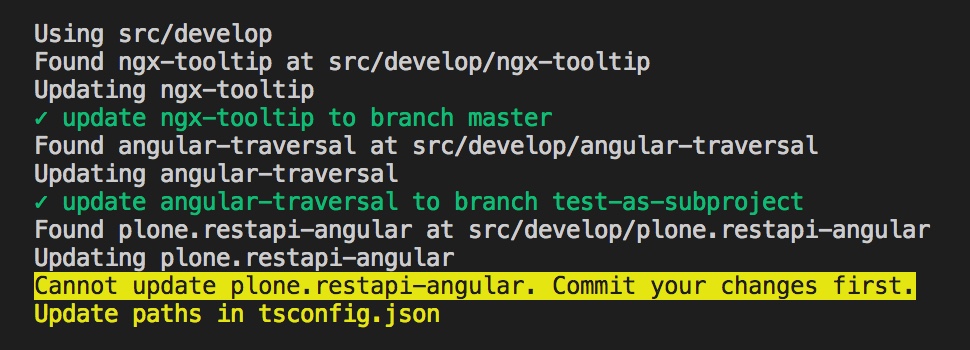 Using src/develop
Found ngx-tooltip at src/develop/ngx-tooltip
Updating ngx-tooltip
✓ update ngx-tooltip to branch master
Found angular-traversal at src/develop/angular-traversal
Updating angular-traversal
✓ update angular-traversal to branch test-as-subproject
Found plone.restapi-angular at src/develop/plone.restapi-angular
Updating plone.restapi-angular
Cannot update plone.restapi-angular. Commit your changes first.
Update paths in tsconfig.json